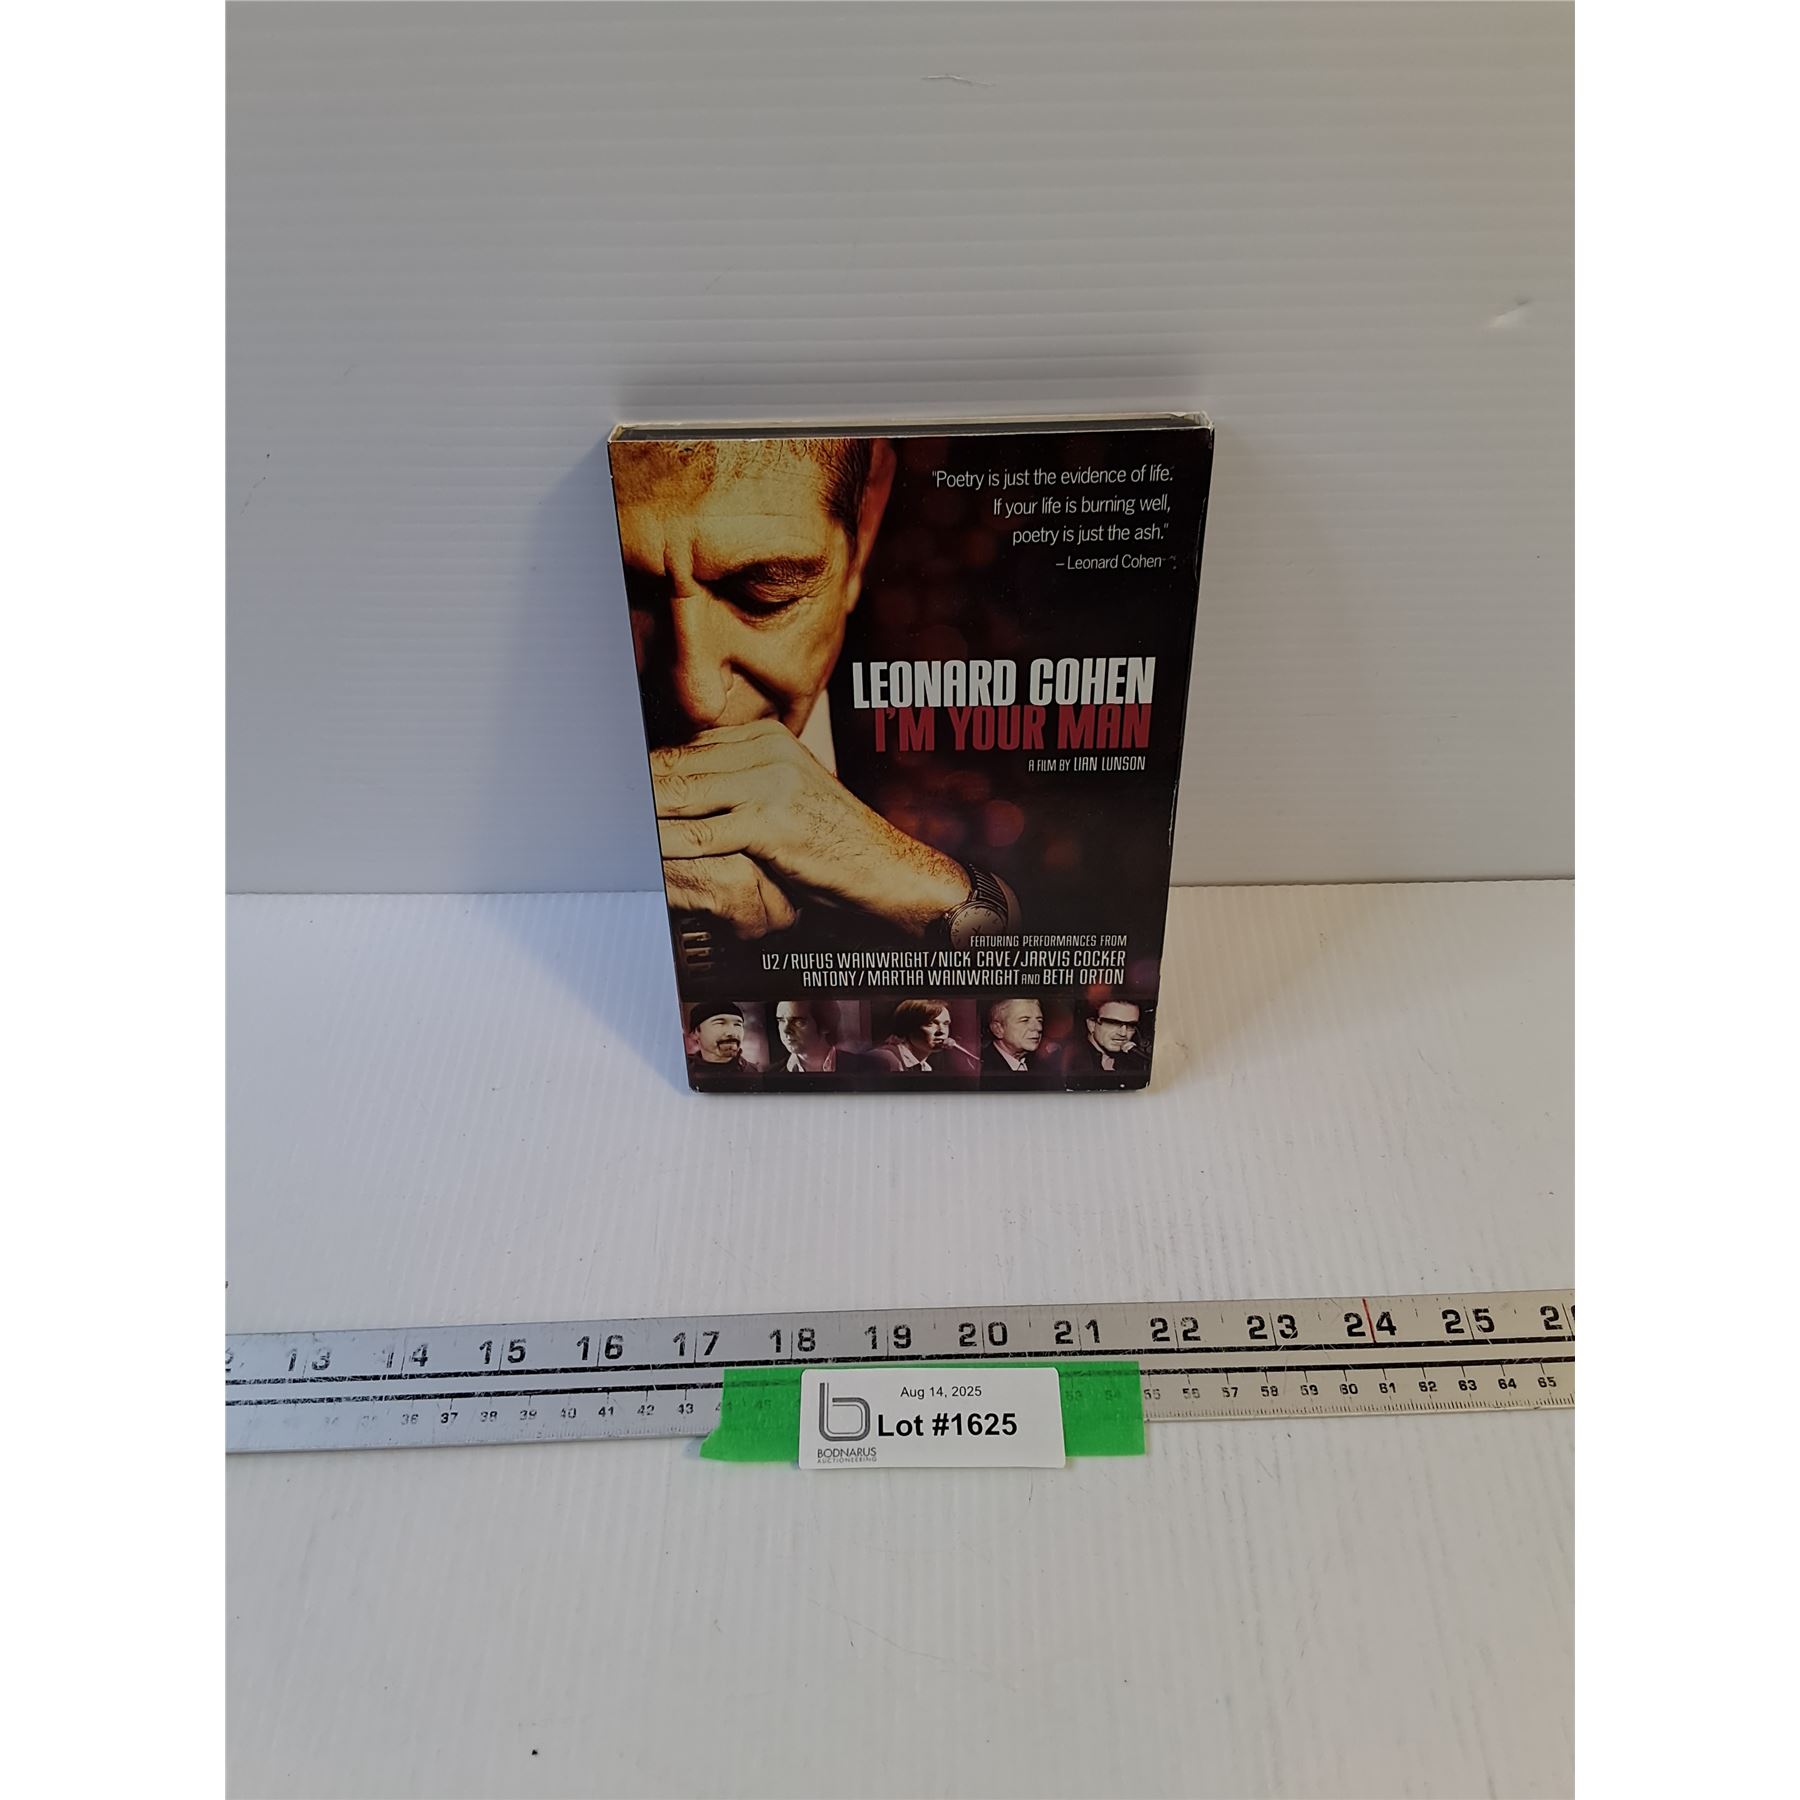 "Poetry is just the evidence of life.
If your life is burning well,
poetry is just the ash."
– Leonard Cohen
LEONARD COHEN
I'M YOUR MAN
A FILM BY LIAN LUNSON
FEATURING PERFORMANCES FROM
U2/RUFUS WAINWRIGHT/NICK CAVE/JARVIS COCKER
ANTONY/MARTHA WAINWRIGHT AND BETH ORTON
13 14 15 16 17 18 19 20 21 22 23 24 25
36 37 38 39 40 41 42 43 53 54 55 56 57 58 59 60 61 62 63 64 65
Aug 14, 2025
Lot #1625
BODNARUS
AUCTIONEERING